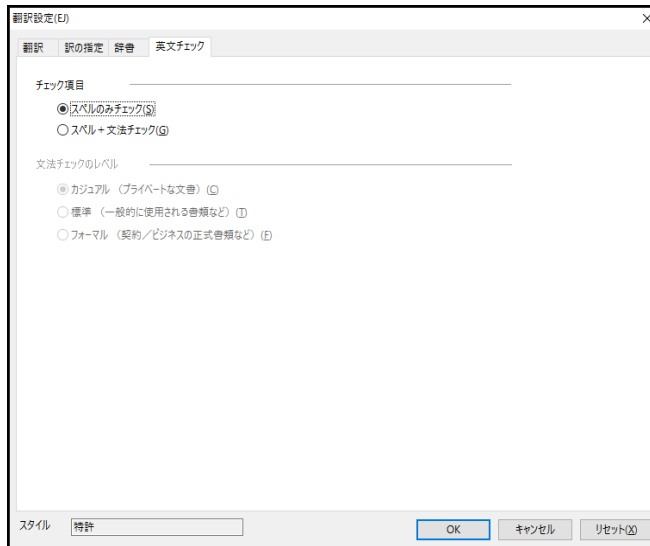 翻訳設定(EJ)
翻訳 訳の指定 辞書 英文チェック
チェック項目
スペルのみチェック(S)
スペル＋文法チェック(G)
文法チェックのレベル
カジュアル （プライベートな文書） (C)
標準 （一般的に使用される書類など） (T)
フォーマル （契約／ビジネスの正式書類など） (F)
スタイル 特許 OK キャンセル リセット(X)